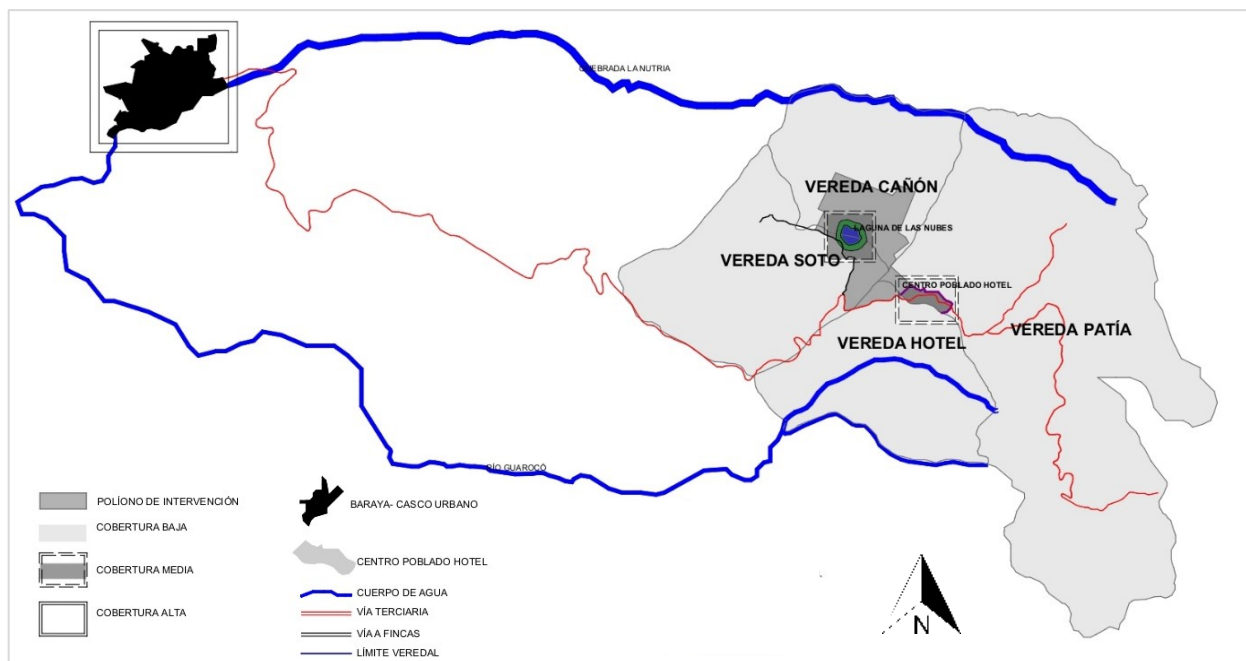 QUEBRADA LA NUTRIA
VEREDA CAÑÓN
LAGUNA DE LAS NUBES
VEREDA SOTO
CENTRO POBLADO HOTEL
VEREDA HOTEL
VEREDA PATÍA
RÍO GUAROCÓ
POLÍONO DE INTERVENCIÓN
COBERTURA BAJA
COBERTURA MEDIA
COBERTURA ALTA
BARAYA- CASCO URBANO
CENTRO POBLADO HOTEL
CUERPO DE AGUA
VÍA TERCIARIA
VÍA A FINCAS
LÍMITE VEREDAL
N